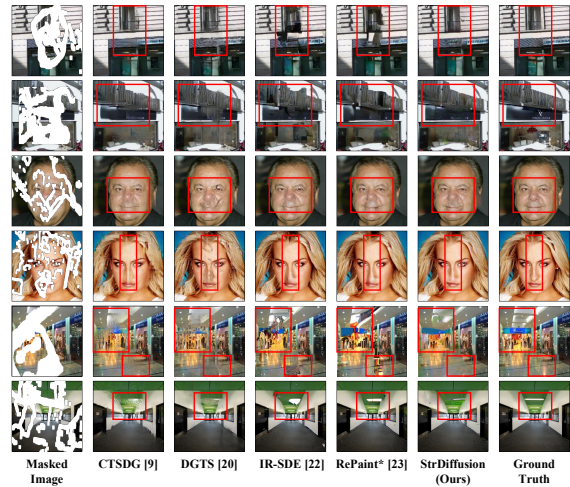 Masked Image CTSDG [9] DGTS [20] IR-SDE [22] RePaint* [23] StrDiffusion (Ours) Ground Truth